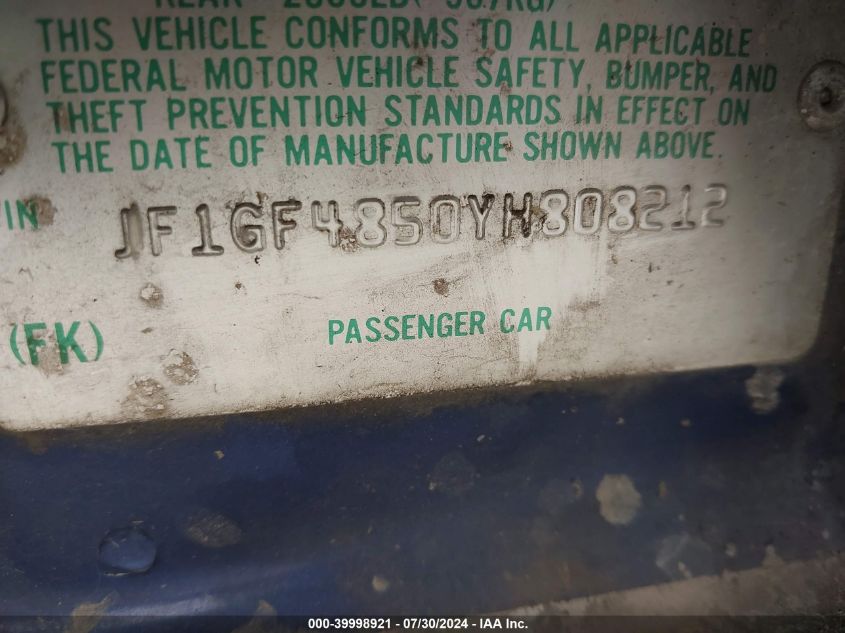 THIS VEHICLE CONFORMS TO ALL APPLICABLE
FEDERAL MOTOR VEHICLE SAFETY, BUMPER, AND
THEFT PREVENTION STANDARDS IN EFFECT ON
THE DATE OF MANUFACTURE SHOWN ABOVE.
JF1GF4850YH808212
(FK)
PASSENGER CAR
000-39998921 / 07/30/2024 - IAA Inc.